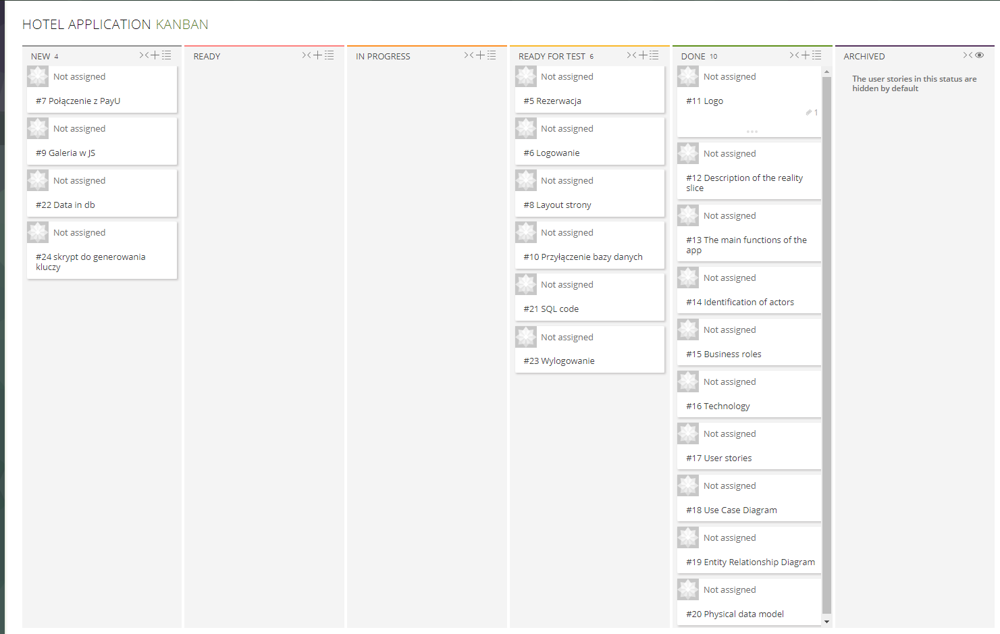 HOTEL APPLICATION KANBAN
NEW 4
Not assigned
#7 Połączenie z PayU
Not assigned
#9 Galeria w JS
Not assigned
#22 Data in db
Not assigned
#24 skrypt do generowania
kluczy
READY
IN PROGRESS
READY FOR TEST 6
Not assigned
#5 Rezerwacja
Not assigned
#6 Logowanie
Not assigned
#8 Layout strony
Not assigned
#10 Przyłączenie bazy danych
Not assigned
#21 SQL code
Not assigned
#23 Wylogowanie
DONE 10
Not assigned
#11 Logo
1
Not assigned
#12 Description of the reality
slice
Not assigned
#13 The main functions of the
app
Not assigned
#14 Identification of actors
Not assigned
#15 Business roles
Not assigned
#16 Technology
Not assigned
#17 User stories
Not assigned
#18 Use Case Diagram
Not assigned
#19 Entity Relationship Diagram
Not assigned
#20 Physical data model
ARCHIVED
The user stories in this status are
hidden by default